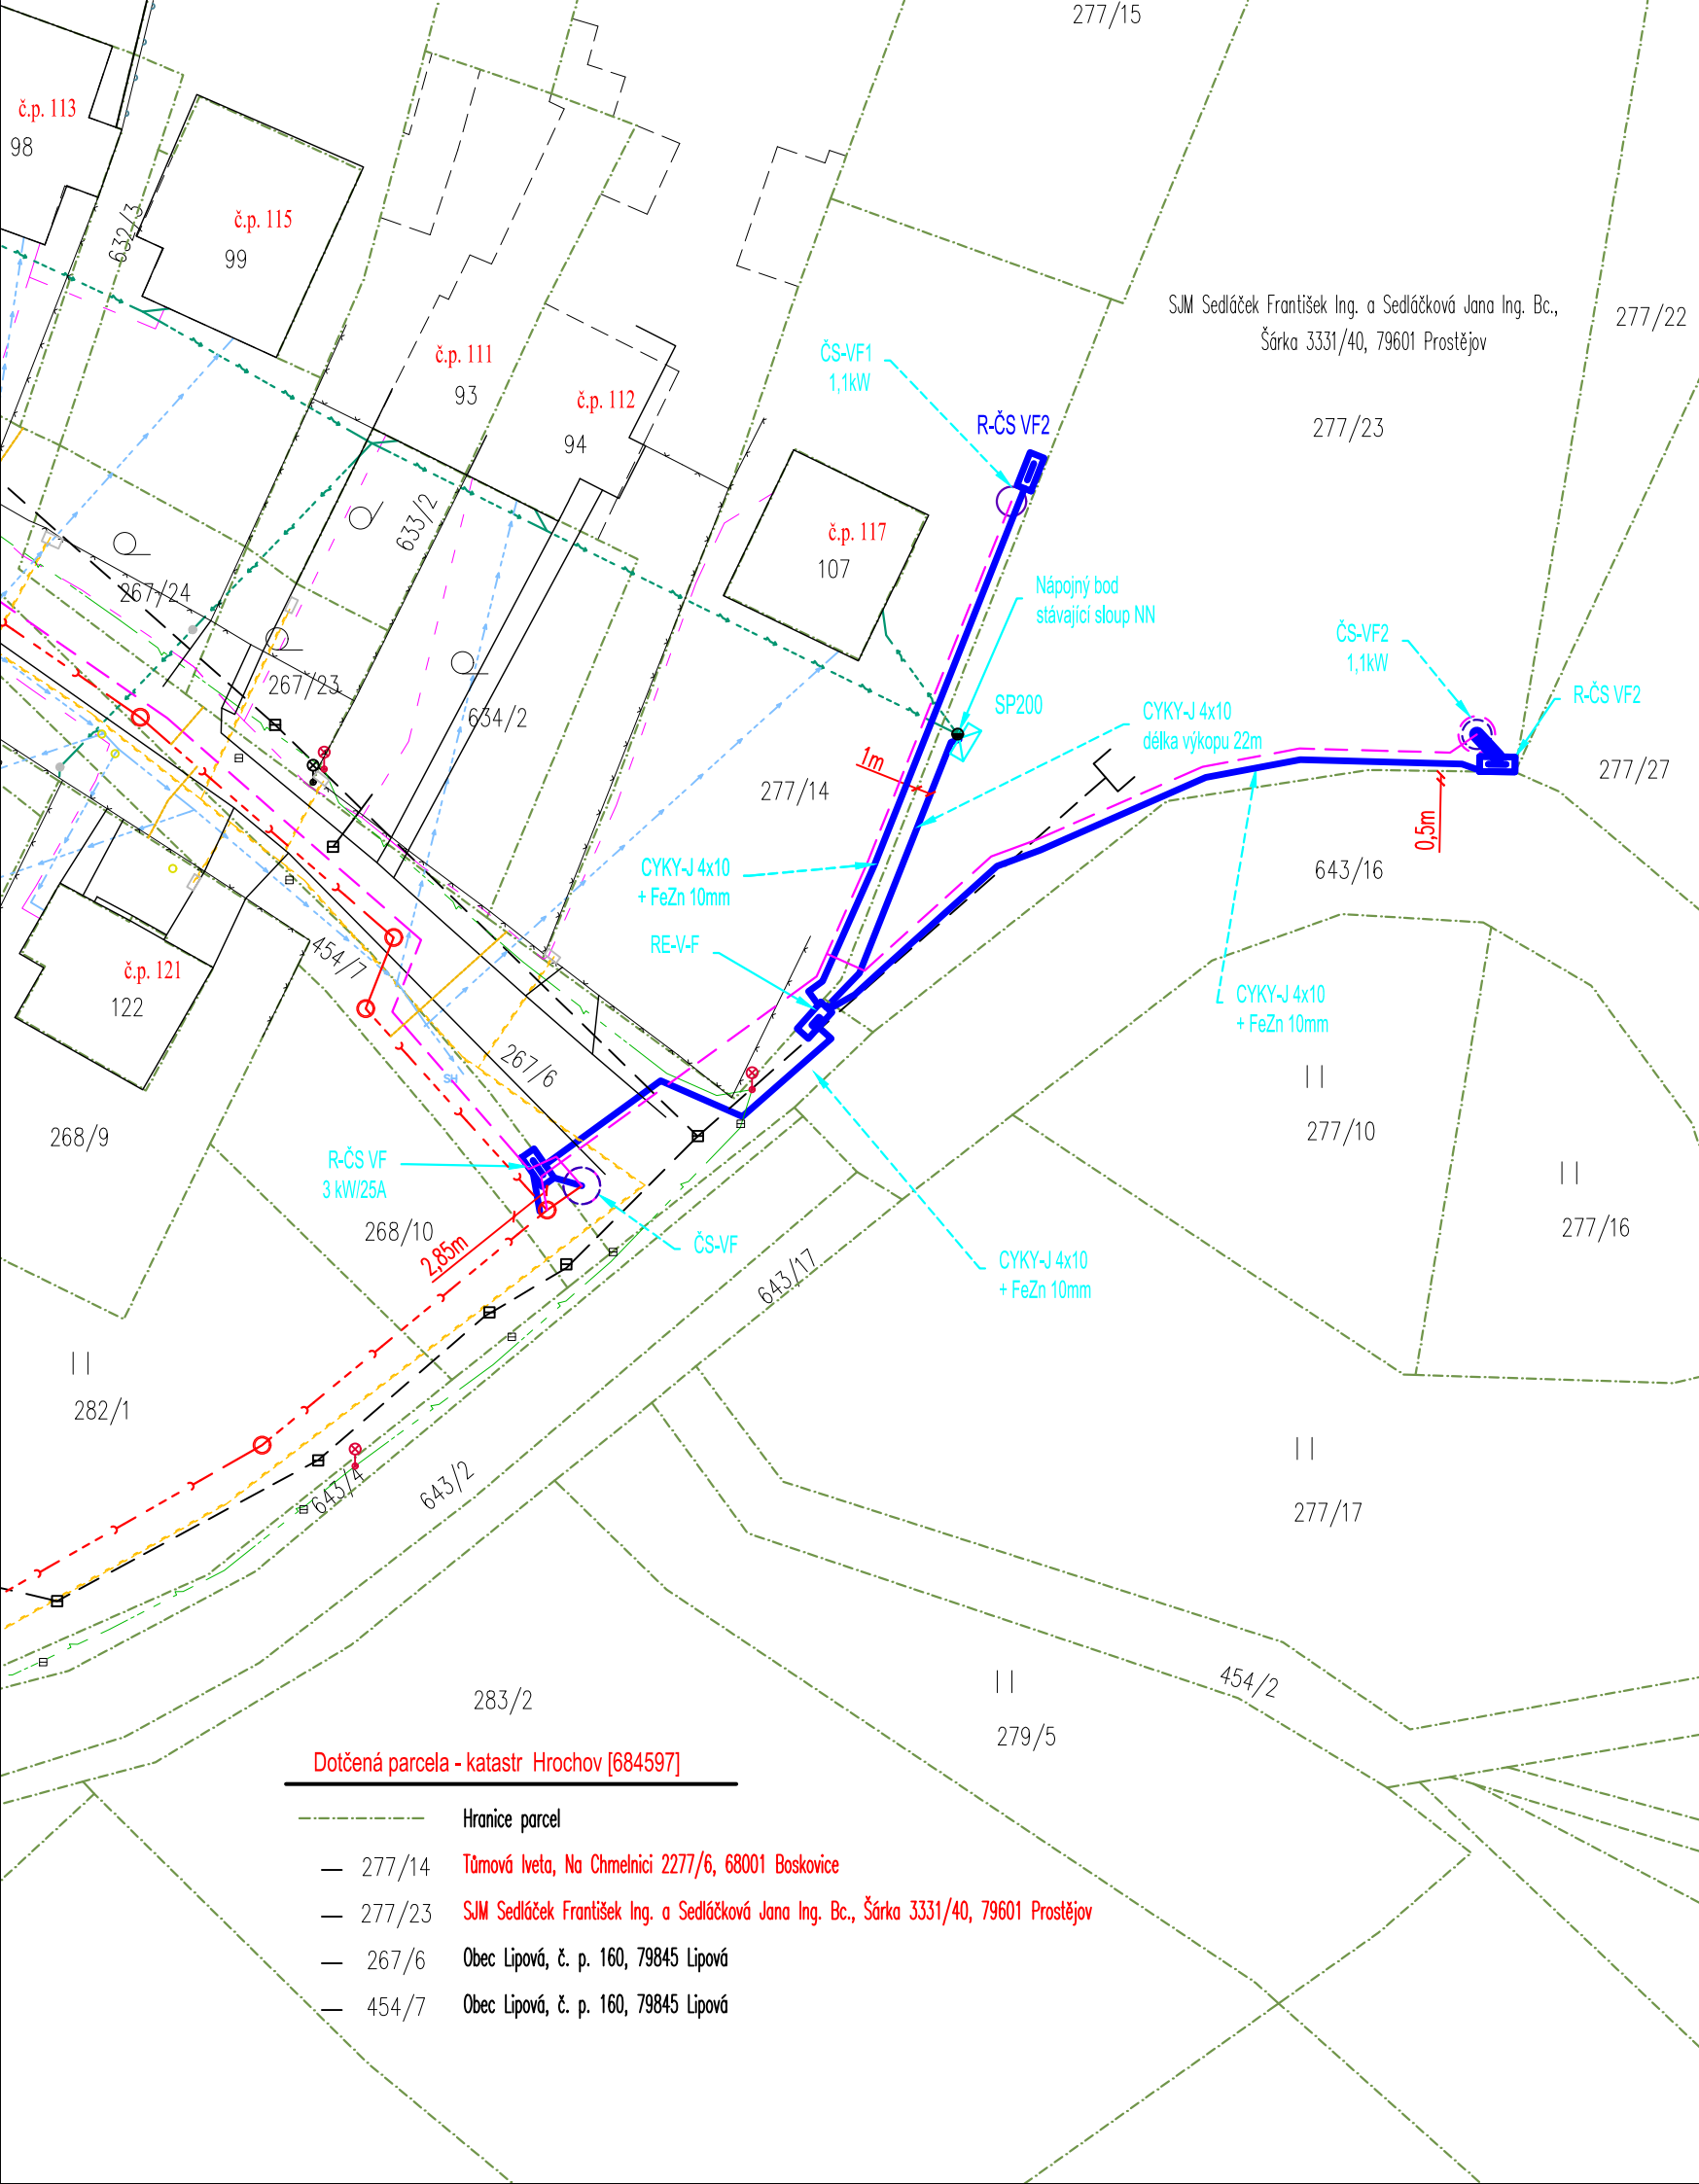 277/15
č.p. 113
98
632/3
č.p. 115
99
SJM Sedláček František Ing. a Sedláčková Jana Ing. Bc.,
Šárka 3331/40, 79601 Prostějov
277/22
č.p. 111
93
č.p. 112
94
ČS-VF1
1,1kW
R-ČS VF2
277/23
633/2
č.p. 117
107
267/24
Nápojný bod
stávající sloup NN
ČS-VF2
1,1kW
R-ČS VF2
267/23
634/2
SP200
CYKY-J 4x10
délka výkopu 22m
1m
277/14
277/27
0,5m
643/16
CYKY-J 4x10
+ FeZn 10mm
RE-V-F
454/7
č.p. 121
122
CYKY-J 4x10
+ FeZn 10mm
267/6
SH
268/9
277/10
R-ČS VF
3 kW/25A
268/10
2,85m
ČS-VF
277/16
643/17
CYKY-J 4x10
+ FeZn 10mm
282/1
643/4
643/2
277/17
454/2
283/2
279/5
Dotčená parcela - katastr Hrochov [684597]
Hranice parcel
— 277/14 Tůmová Iveta, Na Chmelnici 2277/6, 68001 Boskovice
— 277/23 SJM Sedláček František Ing. a Sedláčková Jana Ing. Bc., Šárka 3331/40, 79601 Prostějov
— 267/6 Obec Lipová, č. p. 160, 79845 Lipová
— 454/7 Obec Lipová, č. p. 160, 79845 Lipová